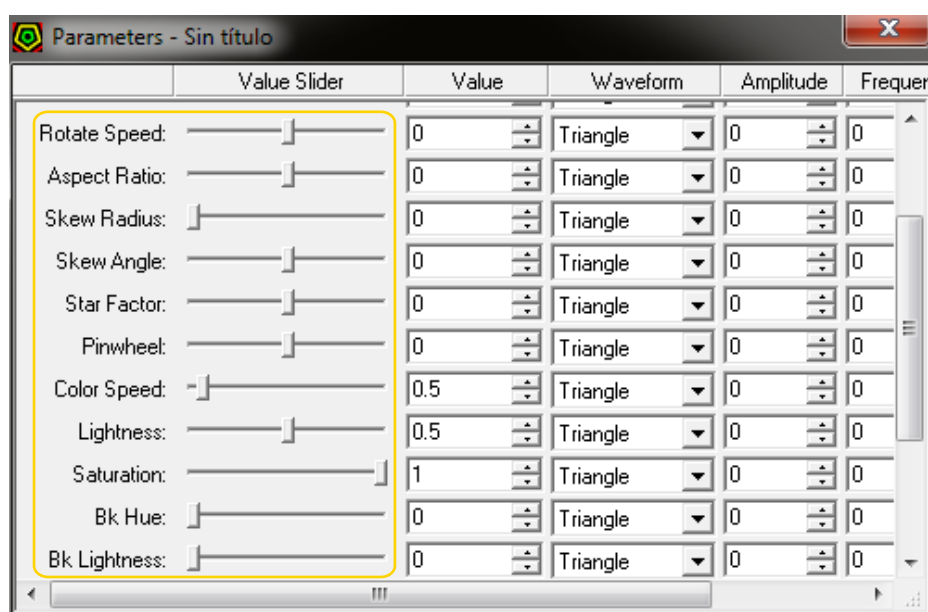 Parameters - Sin título
Value Slider Value Waveform Amplitude Frequer
Rotate Speed: 0 Triangle 0 0
Aspect Ratio: 0 Triangle 0 0
Skew Radius: 0 Triangle 0 0
Skew Angle: 0 Triangle 0 0
Star Factor: 0 Triangle 0 0
Pinwheel: 0 Triangle 0 0
Color Speed: 0.5 Triangle 0 0
Lightness: 0.5 Triangle 0 0
Saturation: 1 Triangle 0 0
Bk Hue: 0 Triangle 0 0
Bk Lightness: 0 Triangle 0 0